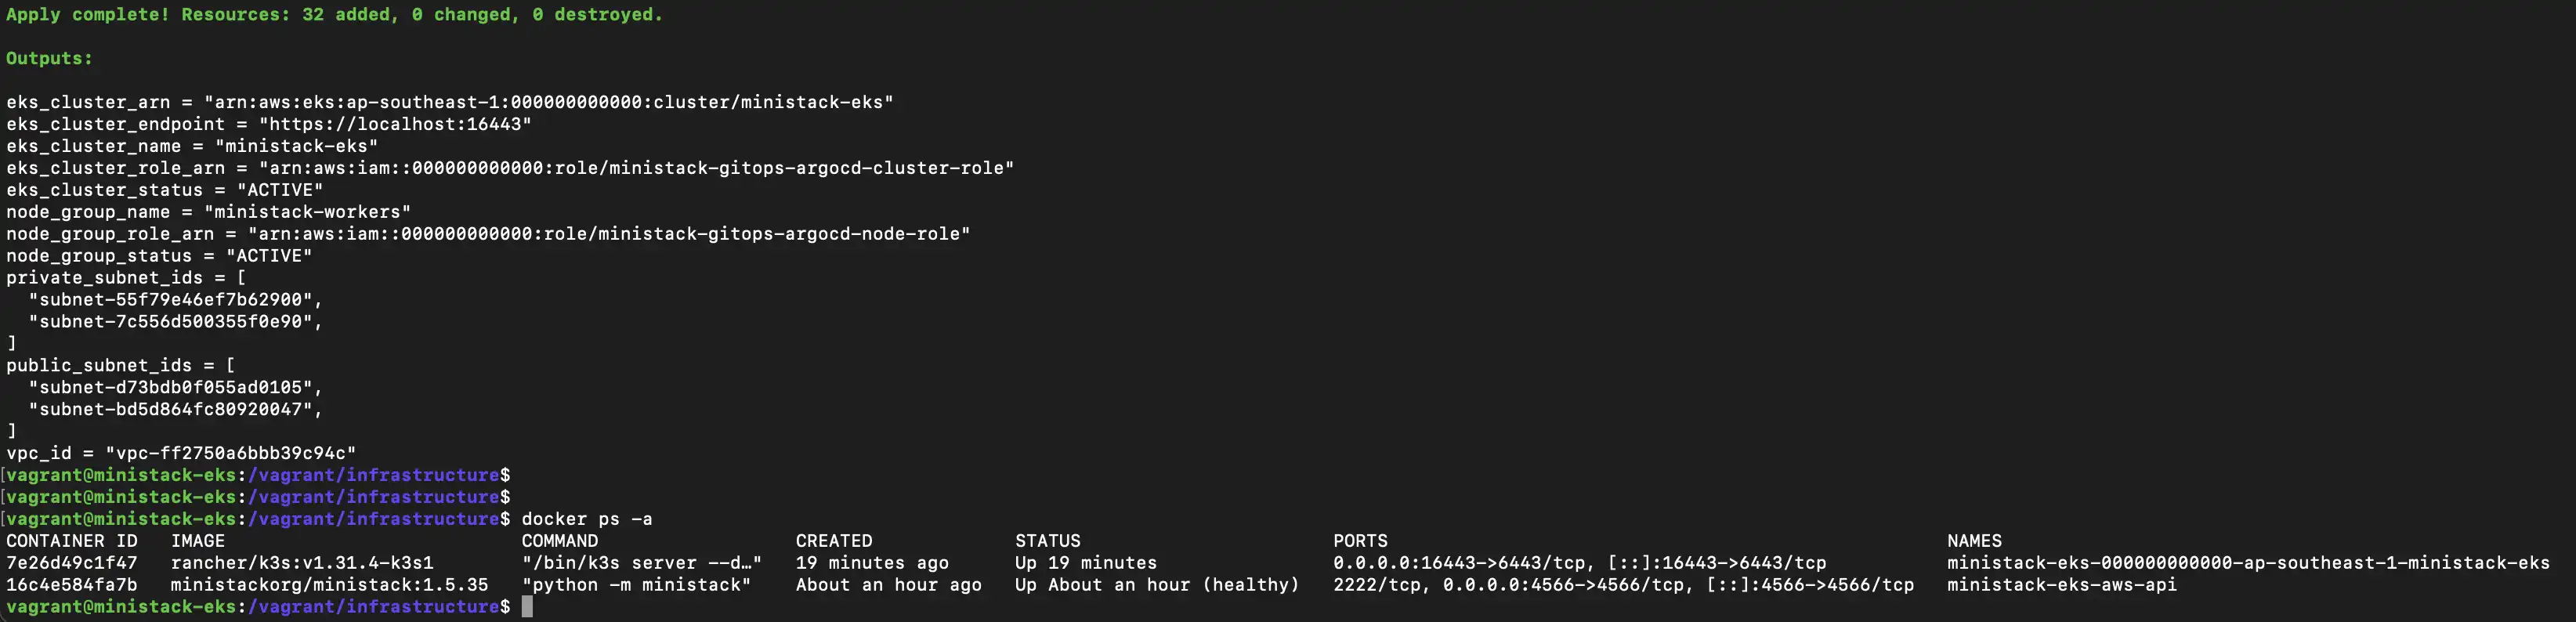 Apply complete! Resources: 32 added, 0 changed, 0 destroyed.
Outputs:
eks_cluster_arn = "arn:aws:eks:ap-southeast-1:000000000000:cluster/ministack-eks"
eks_cluster_endpoint = "https://localhost:16443"
eks_cluster_name = "ministack-eks"
eks_cluster_role_arn = "arn:aws:iam::000000000000:role/ministack-gitops-argocd-cluster-role"
eks_cluster_status = "ACTIVE"
node_group_name = "ministack-workers"
node_group_role_arn = "arn:aws:iam::000000000000:role/ministack-gitops-argocd-node-role"
node_group_status = "ACTIVE"
private_subnet_ids = [
  "subnet-55f79e46ef7b62900",
  "subnet-7c556d500355f0e90",
]
public_subnet_ids = [
  "subnet-d73bdb0f055ad0105",
  "subnet-bd5d864fc80920047",
]
vpc_id = "vpc-ff2750a6bbb39c94c"
[vagrant@ministack-eks:/vagrant/infrastructure$
[vagrant@ministack-eks:/vagrant/infrastructure$
[vagrant@ministack-eks:/vagrant/infrastructure$ docker ps -a
CONTAINER ID   IMAGE                           COMMAND                  CREATED             STATUS                       PORTS                                                   NAMES
7e26d49c1f47   rancher/k3s:v1.31.4-k3s1        "/bin/k3s server --d…"   19 minutes ago      Up 19 minutes                0.0.0.0:16443->6443/tcp, [::]:16443->6443/tcp           ministack-eks-000000000000-ap-southeast-1-ministack-eks
16c4e584fa7b   ministackorg/ministack:1.5.35   "python -m ministack"    About an hour ago   Up About an hour (healthy)   2222/tcp, 0.0.0.0:4566->4566/tcp, [::]:4566->4566/tcp   ministack-eks-aws-api
vagrant@ministack-eks:/vagrant/infrastructure$